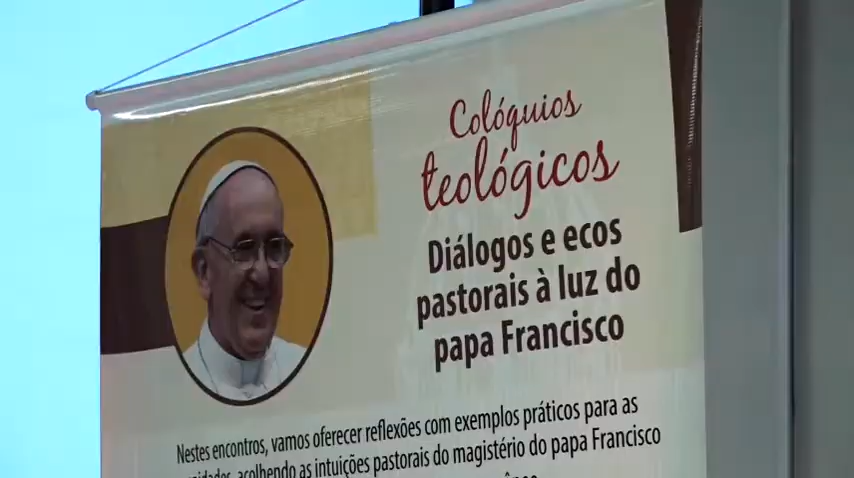 Colóquios
teológicos
Diálogos e ecos
pastorais à luz do
papa Francisco
Nestes encontros, vamos oferecer reflexões com exemplos práticos para as
acolhendo as intuições pastorais do magistério do papa Francisco